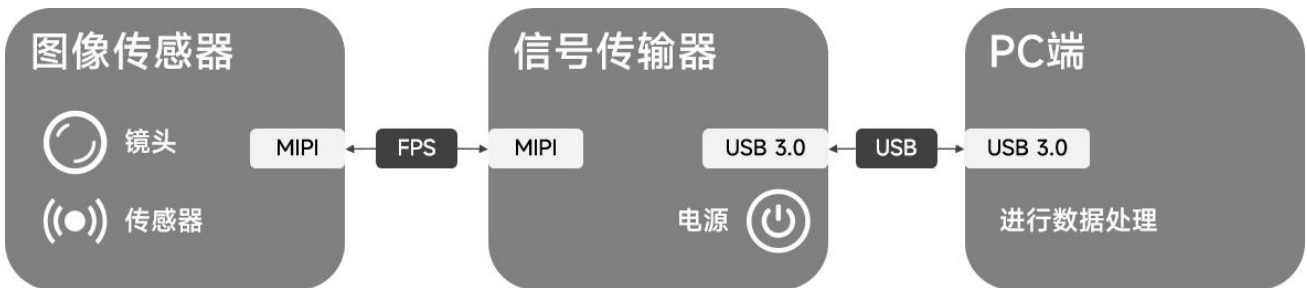 图像传感器
镜头
传感器
MIPI
FPS
信号传输器
MIPI
USB 3.0
电源
USB
PC端
USB 3.0
进行数据处理